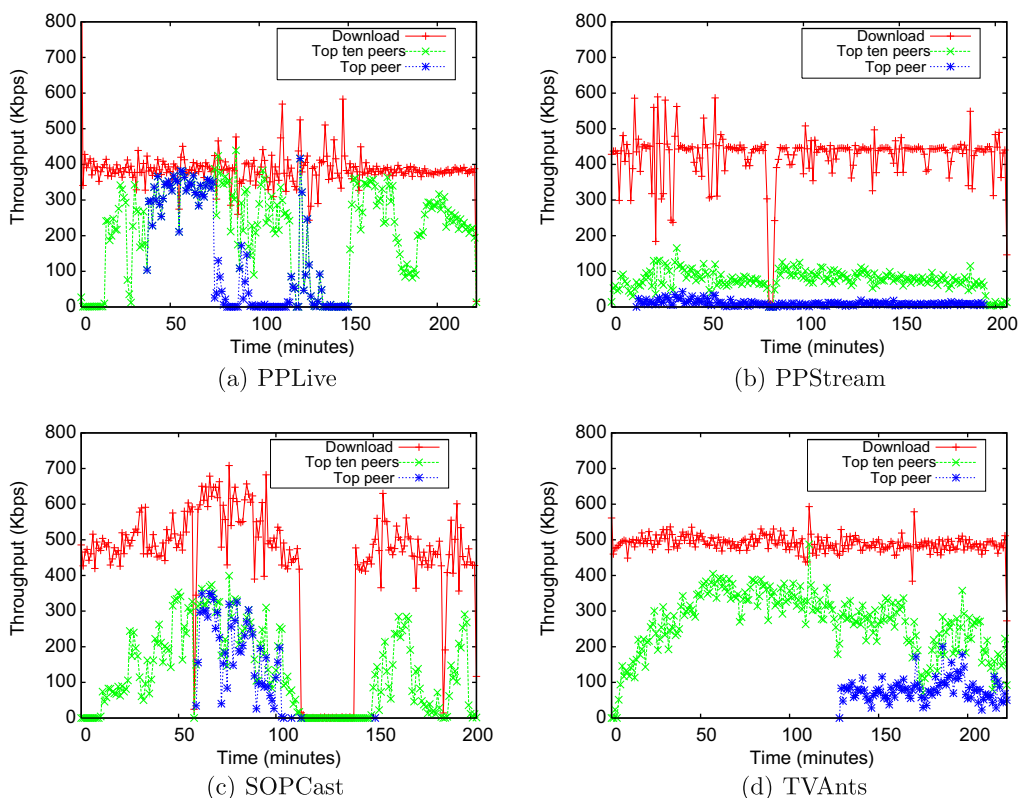 800
700
600
500
400
300
200
100
0
Throughput (Kbps)
Download
Top ten peers
Top peer
0 50 100 150 200
Time (minutes)
(a) PPLive
800
700
600
500
400
300
200
100
0
Throughput (Kbps)
Download
Top ten peers
Top peer
0 50 100 150 200
Time (minutes)
(b) PPStream
800
700
600
500
400
300
200
100
0
Throughput (Kbps)
Download
Top ten peers
Top peer
0 50 100 150 200
Time (minutes)
(c) SOPCast
800
700
600
500
400
300
200
100
0
Throughput (Kbps)
Download
Top ten peers
Top peer
0 50 100 150 200
Time (minutes)
(d) TVAnts